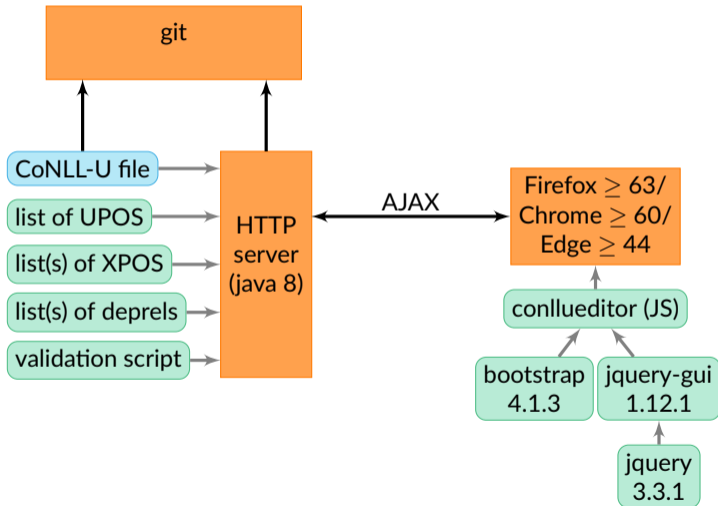 git
CoNLL-U file
list of UPOS
list(s) of XPOS
list(s) of deprels
validation script
HTTP
server
(java 8)
AJAX
Firefox ≥ 63/
Chrome ≥ 60/
Edge ≥ 44
conllueditor (JS)
bootstrap
4.1.3
jquery-gui
1.12.1
jquery
3.3.1